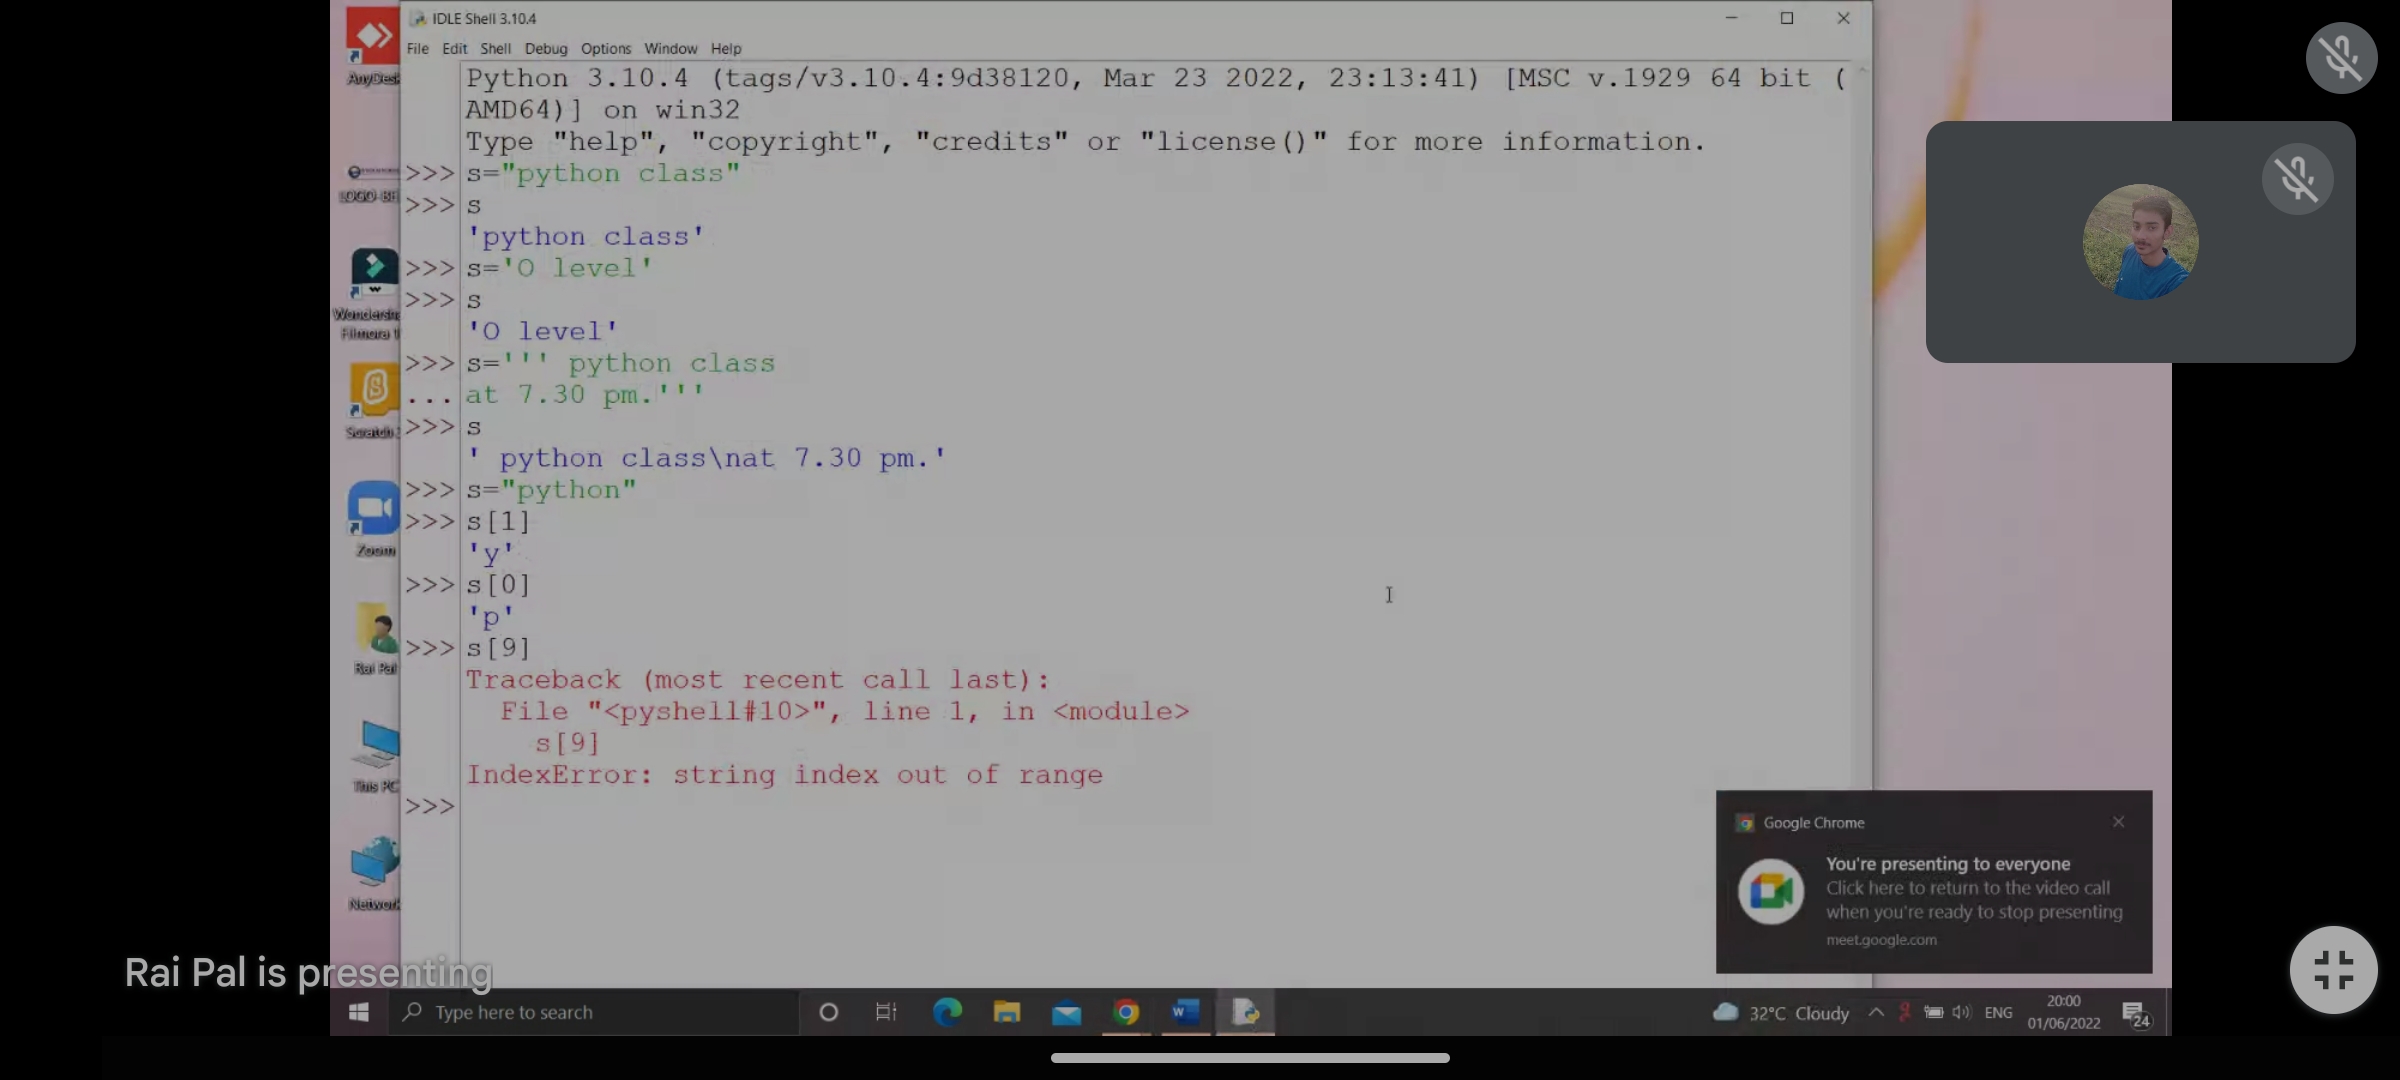 IDLE Shell 3.10.4
File Edit Shell Debug Options Window Help
Python 3.10.4 (tags/v3.10.4:9d38120, Mar 23 2022, 23:13:41) [MSC v.1929 64 bit (
AMD64)] on win32
Type "help", "copyright", "credits" or "license()" for more information.
>>> s="python class"
>>> s
'python class'
>>> s='O level'
>>> s
'O level'
>>> s=''' python class
... at 7.30 pm.'''
>>> s
' python class\nat 7.30 pm.'
>>> s="python"
>>> s[1]
'y'
>>> s[0]
'p'
>>> s[9]
Traceback (most recent call last):
File "<pyshell#10>", line 1, in <module>
s[9]
IndexError: string index out of range
>>>
AnyDesk
Scratch
Zoom
Rai Pal
This PC
Network
Google Chrome
You're presenting to everyone
Click here to return to the video call
when you're ready to stop presenting
meet.google.com
Rai Pal is presenting
Type here to search
32°C Cloudy
ENG
20:00
01/06/2022
24